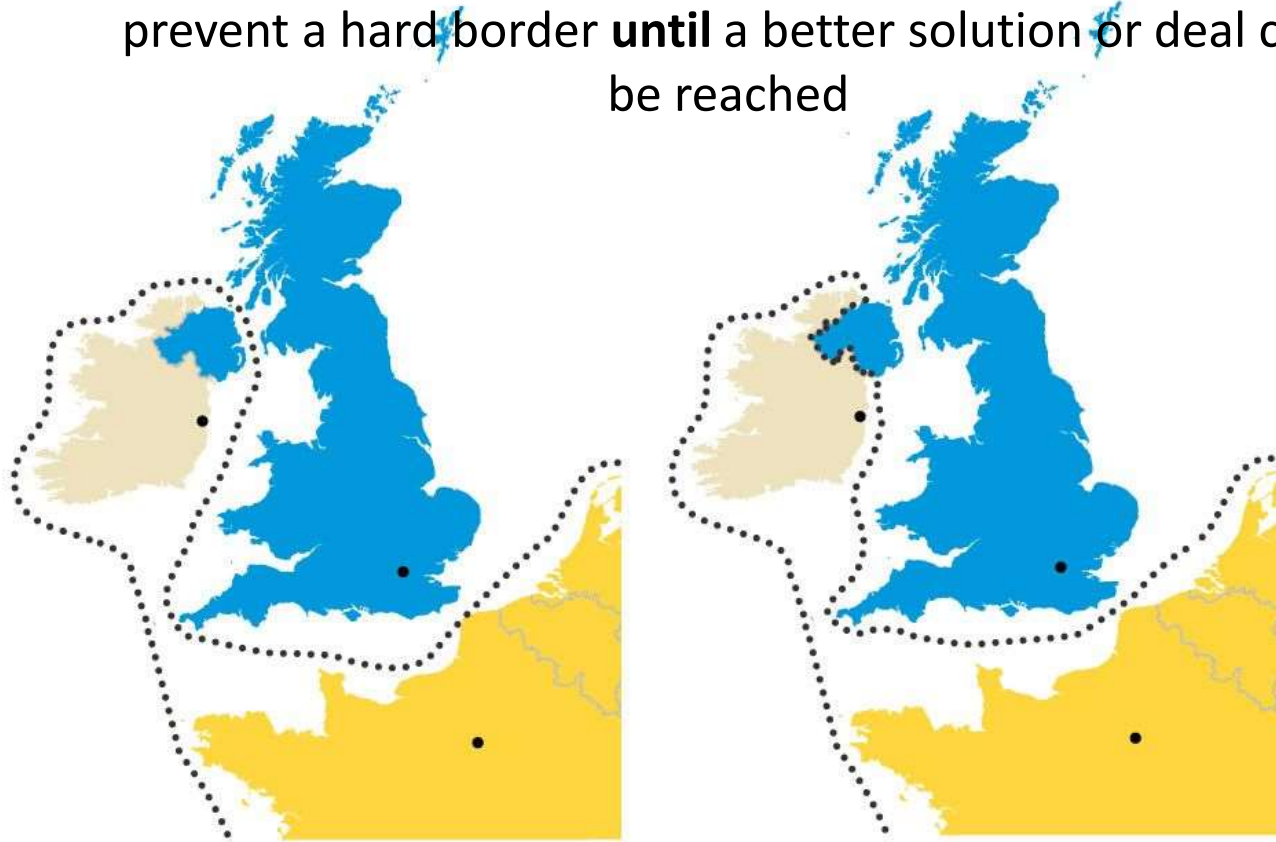 prevent a hard border until a better solution or deal
be reached